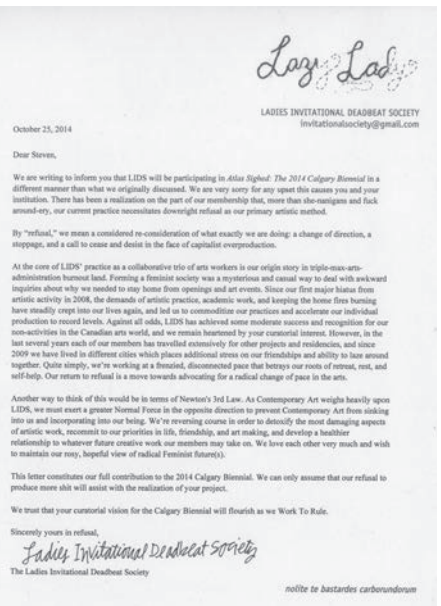 Lazy Lady
LADIES INVITATIONAL DEADBEAT SOCIETY
invitationalsociety@gmail.com
October 25, 2014
Dear Steven,
We are writing to inform you that LIDS will be participating in Atlas Sighed: The 2014 Calgary Biennial in a
different manner than what we originally discussed. We are very sorry for any upset this causes you and your
institution. There has been a realization on the part of our membership that, more than she-nanigans and fuck
around-ery, our current practice necessitates downright refusal as our primary artistic method.
By "refusal," we mean a considered re-consideration of what exactly we are doing: a change of direction, a
stoppage, and a call to cease and desist in the face of capitalist overproduction.
At the core of LIDS' practice as a collaborative trio of arts workers is our origin story in triple-max-arts-
administration burnout land. Forming a feminist society was a mysterious and casual way to deal with awkward
inquiries about why we needed to stay home from openings and art events. Since our first major hiatus from
artistic activity in 2008, the demands of artistic practice, academic work, and keeping the home fires burning
have steadily crept into our lives again, and led us to commoditize our practices and accelerate our individual
production to record levels. Against all odds, LIDS has achieved some moderate success and recognition for our
non-activities in the Canadian arts world, and we remain heartened by your curatorial interest. However, in the
last several years each of our members has travelled extensively for other projects and residencies, and since
2009 we have lived in different cities which places additional stress on our friendships and ability to laze around
together. Quite simply, we're working at a frenzied, disconnected pace that betrays our roots of retreat, rest, and
self-help. Our return to refusal is a move towards advocating for a radical change of pace in the arts.
Another way to think of this would be in terms of Newton's 3rd Law. As Contemporary Art weighs heavily upon
LIDS, we must exert a greater Normal Force in the opposite direction to prevent Contemporary Art from sinking
into us and incorporating into our being. We're reversing course in order to detoxify the most damaging aspects
of artistic work, recommit to our priorities in life, friendship, and art making, and develop a healthier
relationship to whatever future creative work our members may take on. We love each other very much and wish
to maintain our rosy, hopeful view of radical Feminist future(s).
This letter constitutes our full contribution to the 2014 Calgary Biennial. We can only assume that our refusal to
produce more shit will assist with the realization of your project.
We trust that your curatorial vision for the Calgary Biennial will flourish as we Work To Rule.
Sincerely yours in refusal,
Ladies Invitational Deadbeat Society
The Ladies Invitational Deadbeat Society
nolite te bastardes carborundorum